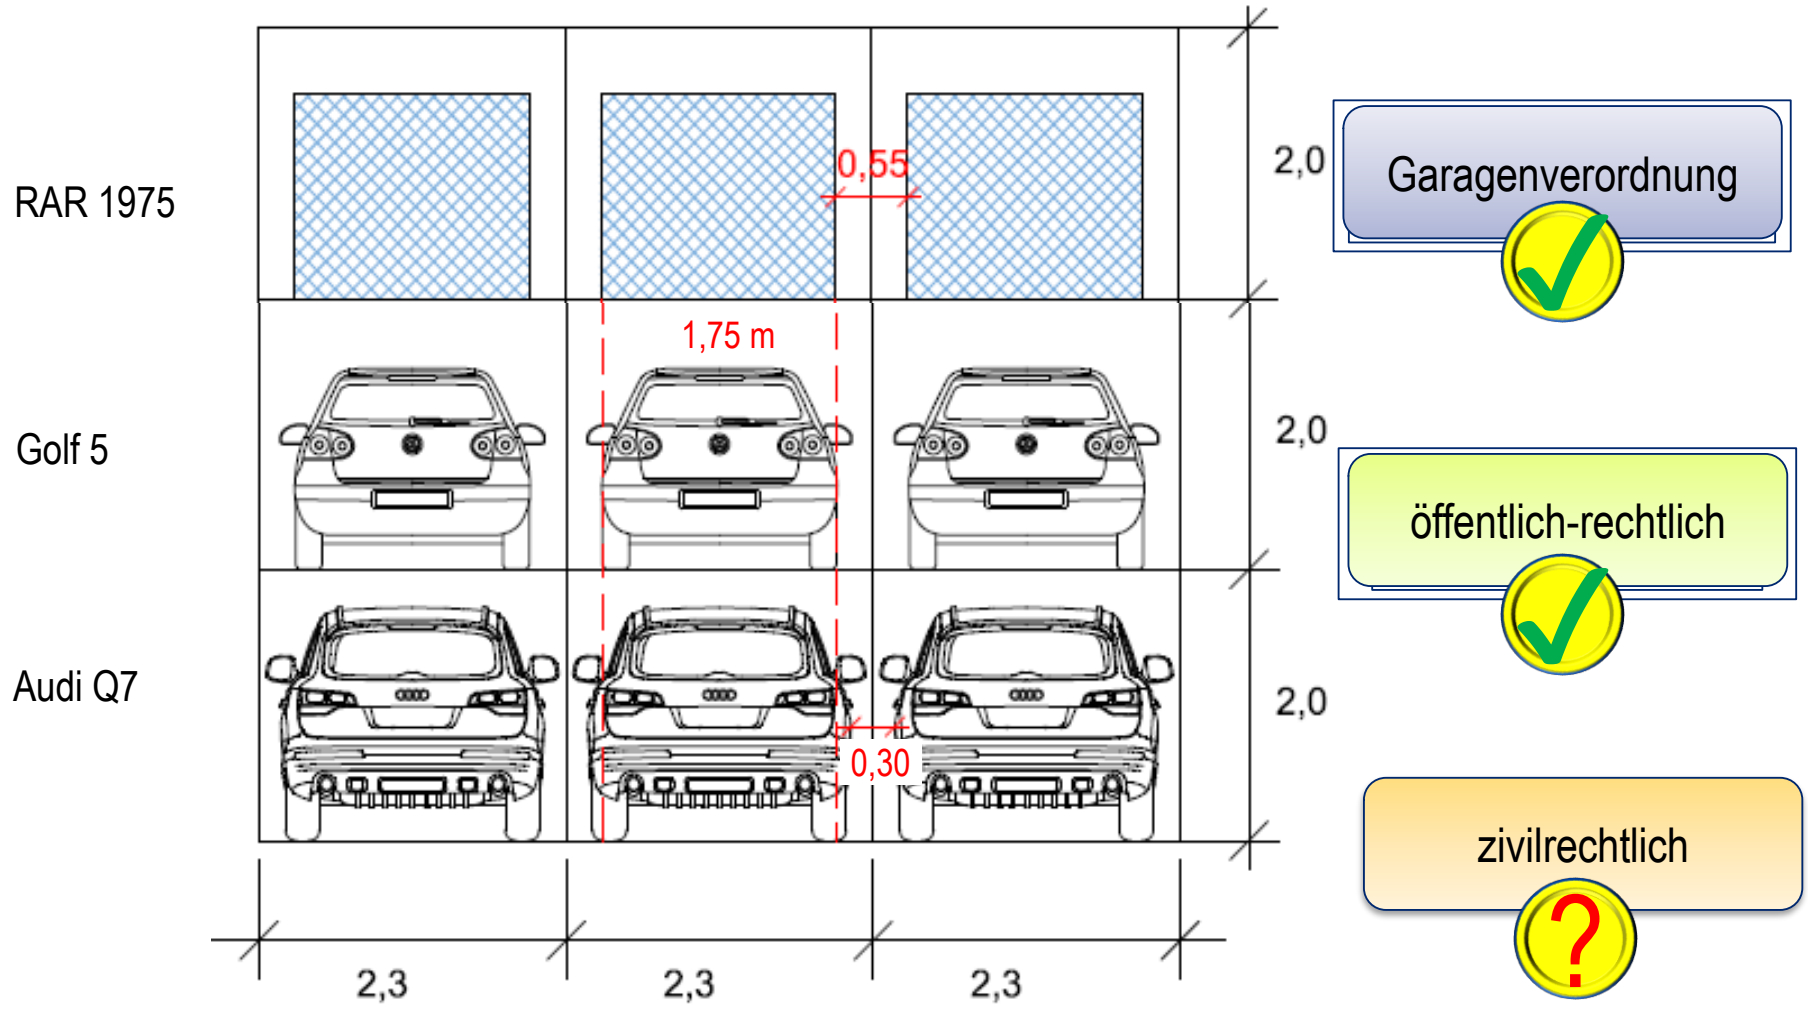 RAR 1975
0,55
2,0
Garagenverordnung
1,75 m
Golf 5
2,0
öffentlich-rechtlich
Audi Q7
2,0
0,30
zivilrechtlich
?
2,3
2,3
2,3